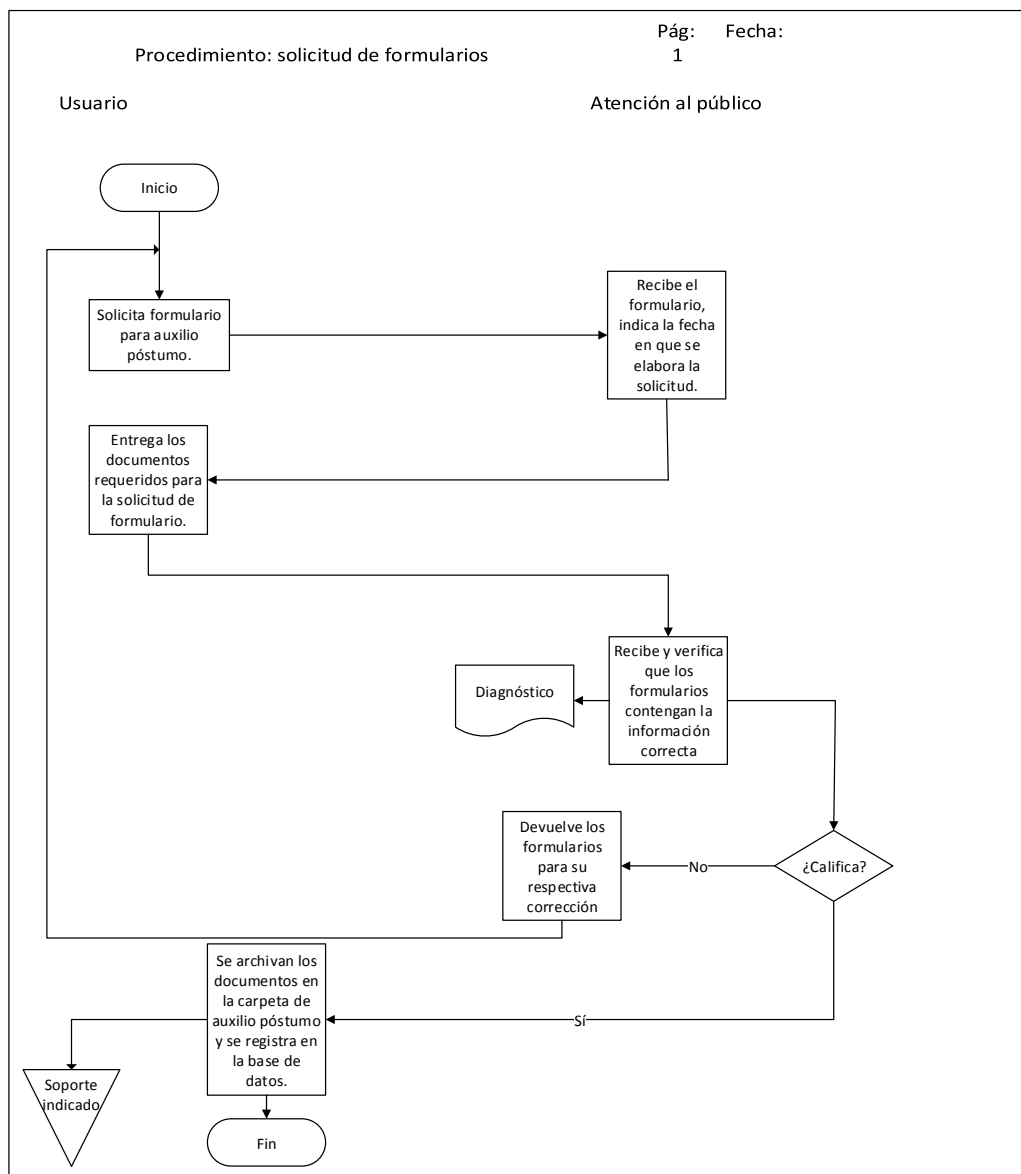 Pág: Fecha:
Procedimiento: solicitud de formularios 1
Usuario Atención al público
Inicio
Solicita formulario
para auxilio
póstumo.
Recibe el
formulario,
indica la fecha
en que se
elabora la
solicitud.
Entrega los
documentos
requeridos para
la solicitud de
formulario.
Recibe y verifica
que los
formularios
contengan la
información
correcta
Diagnóstico
¿Califica?
No
Devuelve los
formularios
para su
respectiva
corrección
Sí
Se archivan los
documentos en
la carpeta de
auxilio póstumo
y se registra en
la base de
datos.
Soporte
indicado
Fin